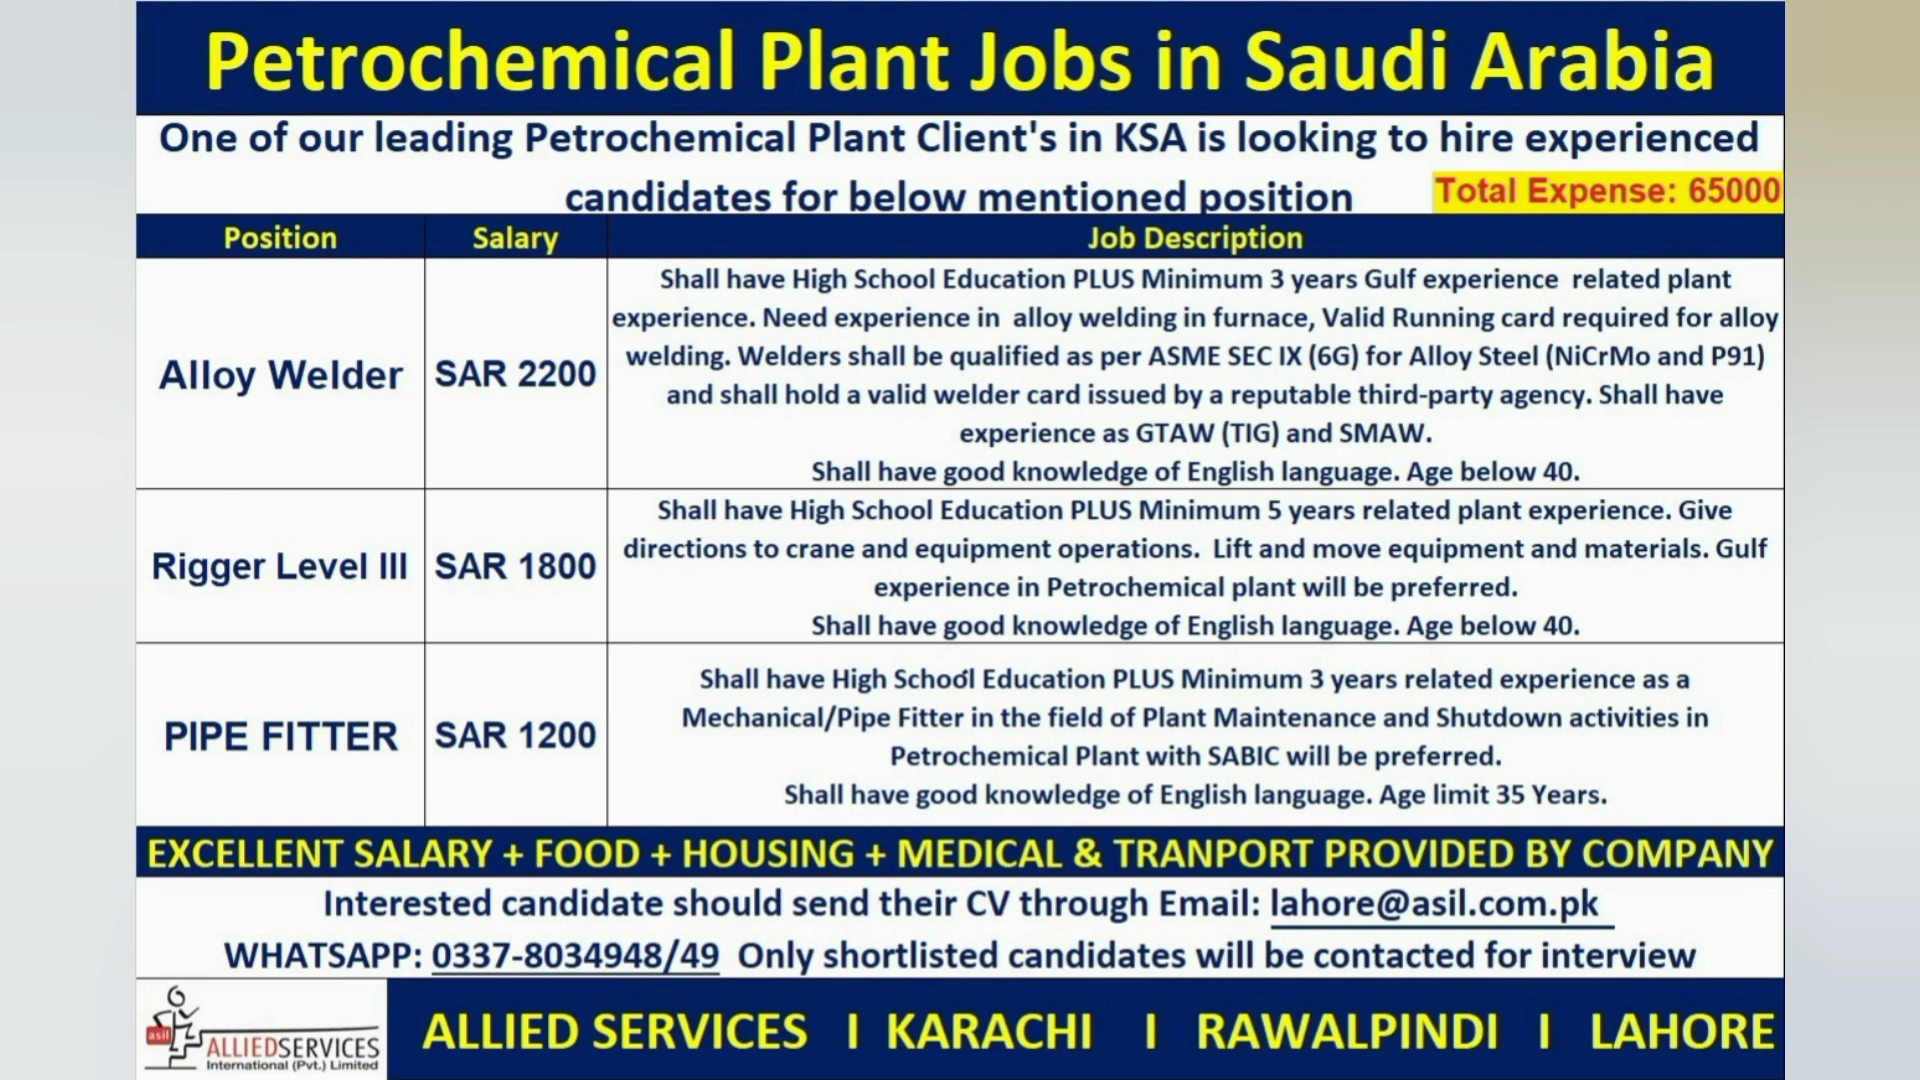 Petrochemical Plant Jobs in Saudi Arabia
One of our leading Petrochemical Plant Client's in KSA is looking to hire experienced
candidates for below mentioned position
Total Expense: 65000
Position Salary Job Description
Alloy Welder SAR 2200
Shall have High School Education PLUS Minimum 3 years Gulf experience related plant
experience. Need experience in alloy welding in furnace, Valid Running card required for alloy
welding. Welders shall be qualified as per ASME SEC IX (6G) for Alloy Steel (NiCrMo and P91)
and shall hold a valid welder card issued by a reputable third-party agency. Shall have
experience as GTAW (TIG) and SMAW.
Shall have good knowledge of English language. Age below 40.
Rigger Level III SAR 1800
Shall have High School Education PLUS Minimum 5 years related plant experience. Give
directions to crane and equipment operations. Lift and move equipment and materials. Gulf
experience in Petrochemical plant will be preferred.
Shall have good knowledge of English language. Age below 40.
PIPE FITTER SAR 1200
Shall have High School Education PLUS Minimum 3 years related experience as a
Mechanical/Pipe Fitter in the field of Plant Maintenance and Shutdown activities in
Petrochemical Plant with SABIC will be preferred.
Shall have good knowledge of English language. Age limit 35 Years.
EXCELLENT SALARY + FOOD + HOUSING + MEDICAL & TRANPORT PROVIDED BY COMPANY
Interested candidate should send their CV through Email: lahore@asil.com.pk
WHATSAPP: 0337-8034948/49 Only shortlisted candidates will be contacted for interview
asil
ALLIEDSERVICES
International (Pvt.) Limited
ALLIED SERVICES I KARACHI I RAWALPINDI I LAHORE